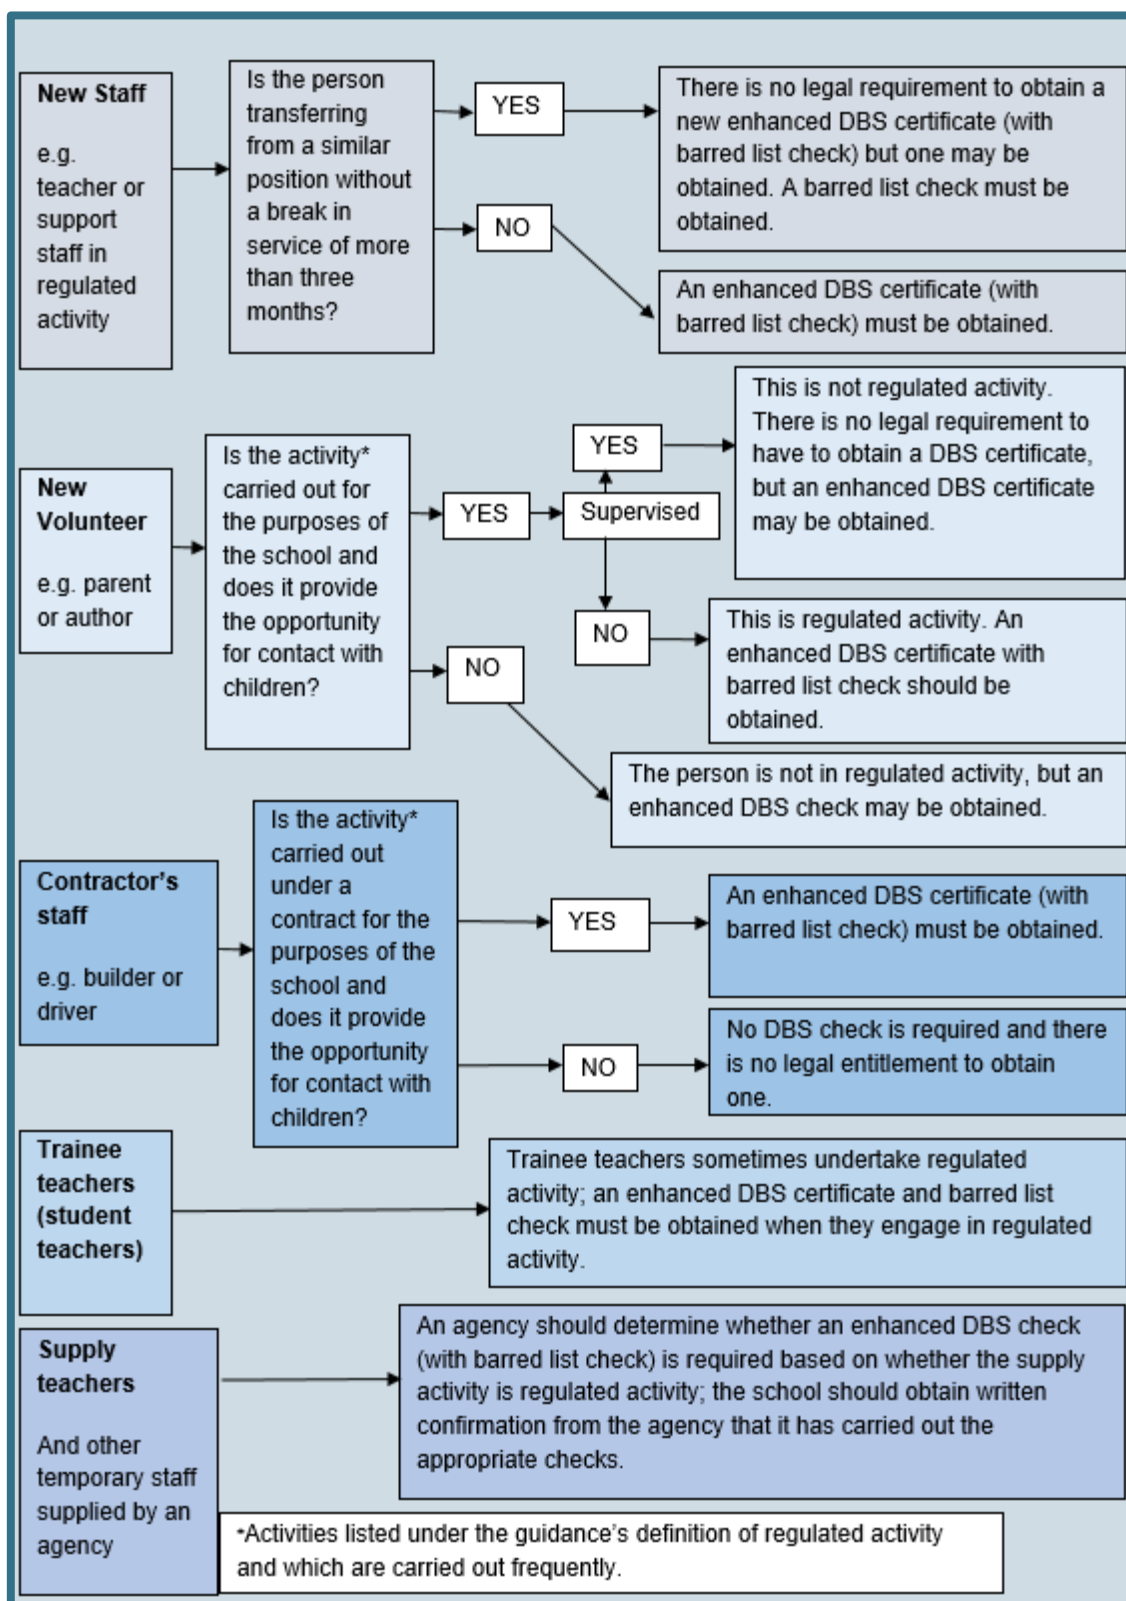 New Staff
e.g.
teacher or
support
staff in
regulated
activity
Is the person
transferring
from a similar
position without
a break in
service of more
than three
months?
YES
There is no legal requirement to obtain a
new enhanced DBS certificate (with
barred list check) but one may be
obtained. A barred list check must be
obtained.
NO
An enhanced DBS certificate (with
barred list check) must be obtained.
New
Volunteer
e.g. parent
or author
Is the activity*
carried out for
the purposes of
the school and
does it provide
the opportunity
for contact with
children?
YES
Supervised
YES
This is not regulated activity.
There is no legal requirement to
have to obtain a DBS certificate,
but an enhanced DBS certificate
may be obtained.
NO
This is regulated activity. An
enhanced DBS certificate with
barred list check should be
obtained.
NO
The person is not in regulated activity, but an
enhanced DBS check may be obtained.
Contractor's
staff
e.g. builder or
driver
Is the activity*
carried out
under a
contract for the
purposes of the
school and
does it provide
the opportunity
for contact with
children?
YES
An enhanced DBS certificate (with
barred list check) must be obtained.
NO
No DBS check is required and there
is no legal entitlement to obtain
one.
Trainee
teachers
(student
teachers)
Trainee teachers sometimes undertake regulated
activity; an enhanced DBS certificate and barred list
check must be obtained when they engage in regulated
activity.
Supply
teachers
And other
temporary staff
supplied by an
agency
An agency should determine whether an enhanced DBS check
(with barred list check) is required based on whether the supply
activity is regulated activity; the school should obtain written
confirmation from the agency that it has carried out the
appropriate checks.
*Activities listed under the guidance's definition of regulated activity
and which are carried out frequently.